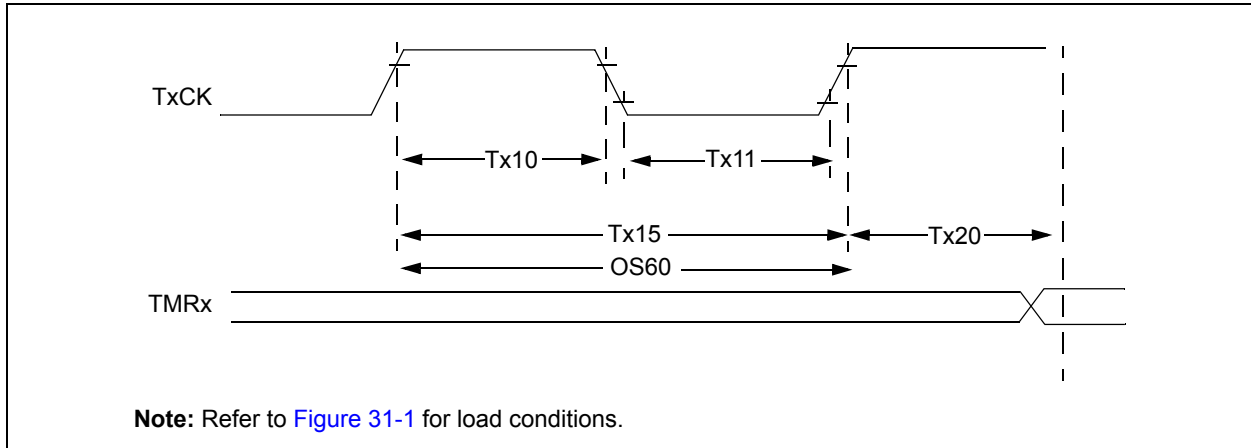 TxCK
Tx10
Tx11
Tx15
Tx20
OS60
TMRx
Note: Refer to Figure 31-1 for load conditions.